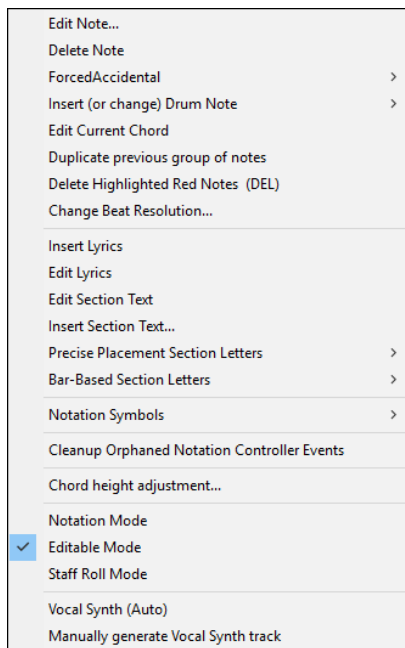 Edit Note...
Delete Note
ForcedAccidental
Insert (or change) Drum Note
Edit Current Chord
Duplicate previous group of notes
Delete Highlighted Red Notes  (DEL)
Change Beat Resolution...
Insert Lyrics
Edit Lyrics
Edit Section Text
Insert Section Text...
Precise Placement Section Letters
Bar-Based Section Letters
Notation Symbols
Cleanup Orphaned Notation Controller Events
Chord height adjustment...
Notation Mode
Editable Mode
Staff Roll Mode
Vocal Synth (Auto)
Manually generate Vocal Synth track